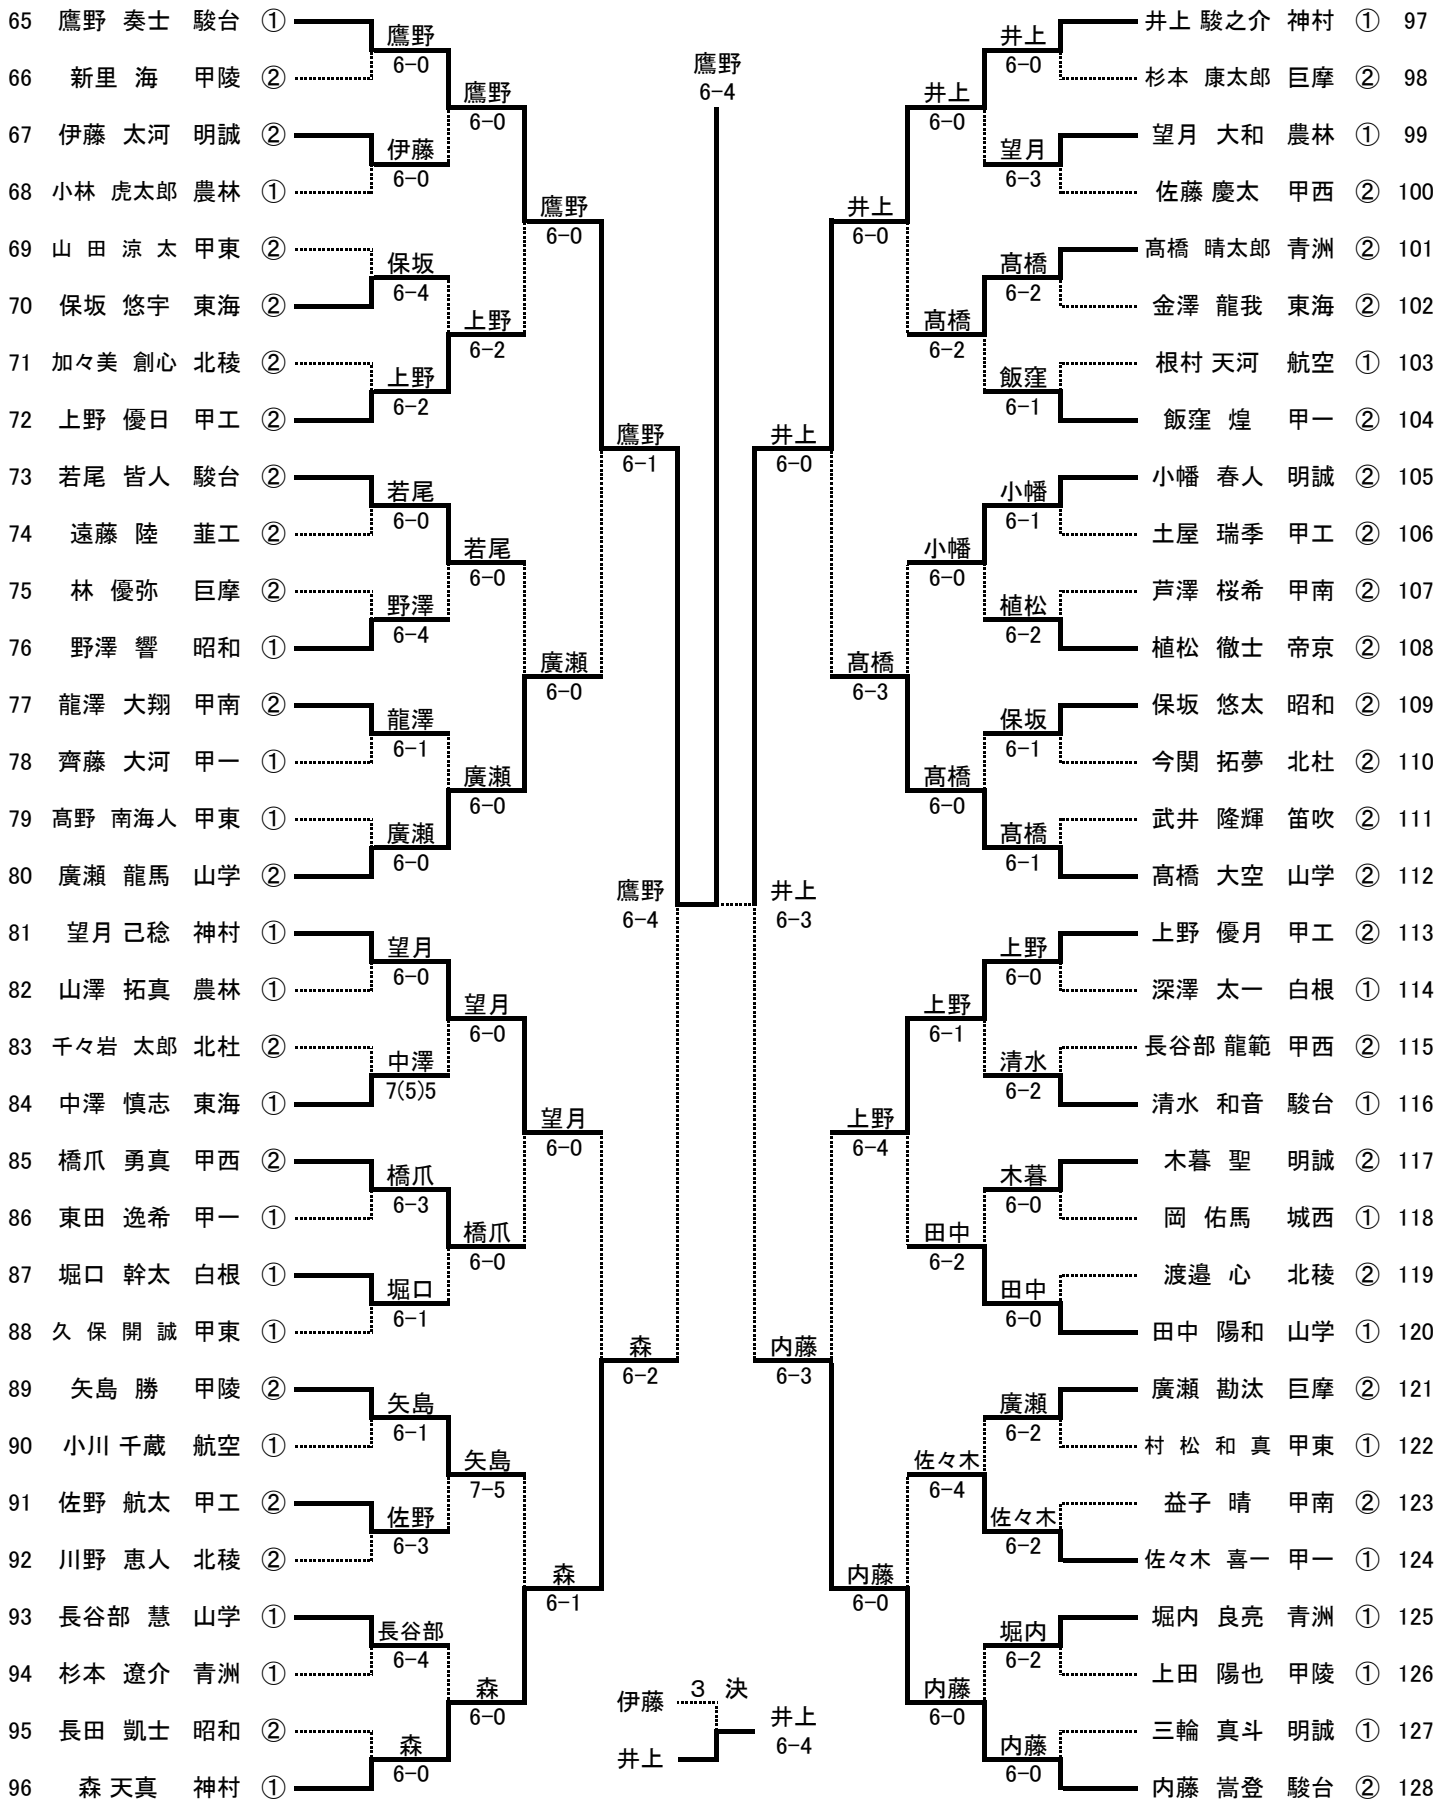 65 鷹野 奏士 駿台 ①
66 新里 海 甲陵 ②
67 伊藤 太河 明誠 ②
68 小林 虎太郎 農林 ①
69 山田 涼太 甲東 ②
70 保坂 悠宇 東海 ②
71 加々美 創心 北稜 ②
72 上野 優日 甲工 ②
73 若尾 皆人 駿台 ②
74 遠藤 陸 韮工 ②
75 林 優弥 巨摩 ②
76 野澤 響 昭和 ①
77 龍澤 大翔 甲南 ②
78 齊藤 大河 甲一 ①
79 髙野 南海人 甲東 ①
80 廣瀬 龍馬 山学 ②
81 望月 己稔 神村 ①
82 山澤 拓真 農林 ①
83 千々岩 太郎 北杜 ②
84 中澤 慎志 東海 ①
85 橋爪 勇真 甲西 ②
86 東田 逸希 甲一 ①
87 堀口 幹太 白根 ①
88 久保 開誠 甲東 ①
89 矢島 勝 甲陵 ②
90 小川 千蔵 航空 ①
91 佐野 航太 甲工 ②
92 川野 恵人 北稜 ②
93 長谷部 慧 山学 ①
94 杉本 遼介 青洲 ①
95 長田 凱士 昭和 ②
96 森 天真 神村 ①
鷹野
6-0
伊藤
6-0
保坂
6-4
上野
6-2
若尾
6-0
野澤
6-4
龍澤
6-1
廣瀬
6-0
望月
6-0
中澤
7(5)5
橋爪
6-3
堀口
6-1
矢島
6-1
佐野
6-3
長谷部
6-4
森
6-0
鷹野
6-0
上野
6-2
若尾
6-0
廣瀬
6-0
望月
6-0
橋爪
6-0
矢島
7-5
森
6-0
鷹野
6-0
廣瀬
6-0
望月
6-0
森
6-1
鷹野
6-1
森
6-2
鷹野
6-4
鷹野
6-4
井上
6-3
井上
6-0
内藤
6-3
井上
6-0
髙橋
6-3
上野
6-4
内藤
6-0
井上
6-0
髙橋
6-2
小幡
6-0
髙橋
6-0
上野
6-1
田中
6-2
佐々木
6-4
内藤
6-0
井上
6-0
望月
6-3
髙橋
6-2
飯窪
6-1
小幡
6-1
植松
6-2
保坂
6-1
髙橋
6-1
上野
6-0
清水
6-2
木暮
6-0
田中
6-0
廣瀬
6-2
佐々木
6-2
堀内
6-2
内藤
6-0
井上 駿之介 神村 ① 97
杉本 康太郎 巨摩 ② 98
望月 大和 農林 ① 99
佐藤 慶太 甲西 ② 100
髙橋 晴太郎 青洲 ② 101
金澤 龍我 東海 ② 102
根村 天河 航空 ① 103
飯窪 煌 甲一 ② 104
小幡 春人 明誠 ② 105
土屋 瑞季 甲工 ② 106
芦澤 桜希 甲南 ② 107
植松 徹士 帝京 ② 108
保坂 悠太 昭和 ② 109
今関 拓夢 北杜 ② 110
武井 隆輝 笛吹 ② 111
髙橋 大空 山学 ② 112
上野 優月 甲工 ② 113
深澤 太一 白根 ① 114
長谷部 龍範 甲西 ② 115
清水 和音 駿台 ① 116
木暮 聖 明誠 ② 117
岡 佑馬 城西 ① 118
渡邉 心 北稜 ② 119
田中 陽和 山学 ① 120
廣瀬 勘汰 巨摩 ② 121
村松 和真 甲東 ① 122
益子 晴 甲南 ② 123
佐々木 喜一 甲一 ① 124
堀内 良亮 青洲 ① 125
上田 陽也 甲陵 ① 126
三輪 真斗 明誠 ① 127
内藤 嵩登 駿台 ② 128
3 決
伊藤
井上
井上
6-4